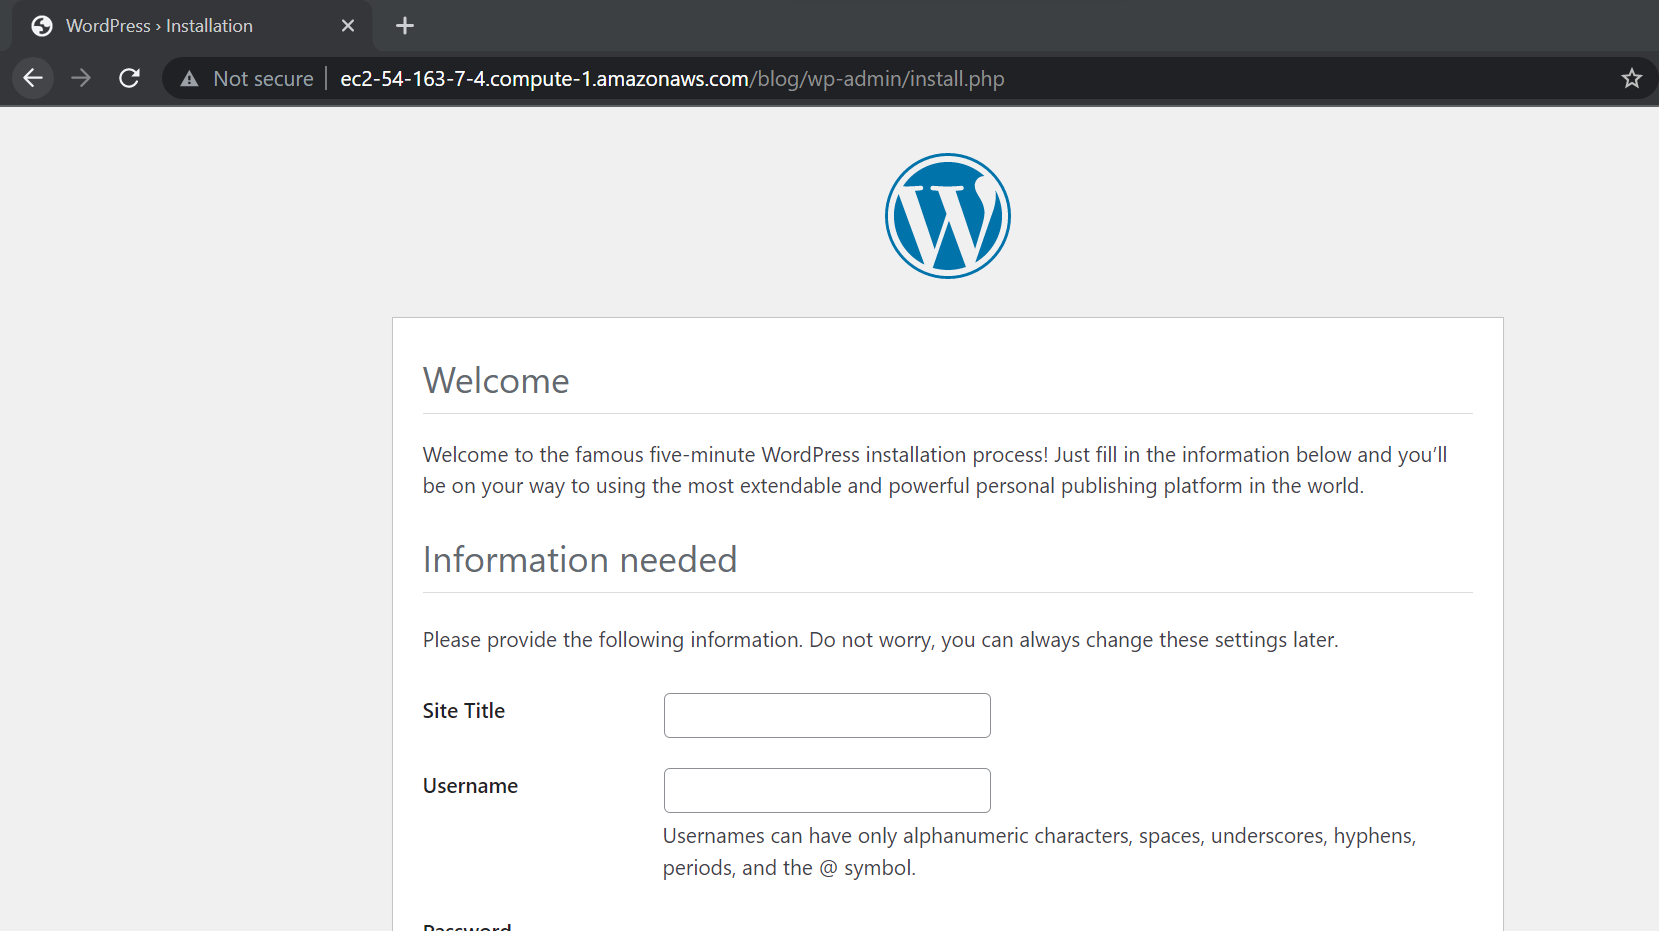 WordPress › Installation
Not secure | ec2-54-163-7-4.compute-1.amazonaws.com/blog/wp-admin/install.php
Welcome
Welcome to the famous five-minute WordPress installation process! Just fill in the information below and you’ll
be on your way to using the most extendable and powerful personal publishing platform in the world.
Information needed
Please provide the following information. Do not worry, you can always change these settings later.
Site Title
Username
Usernames can have only alphanumeric characters, spaces, underscores, hyphens,
periods, and the @ symbol.
Password